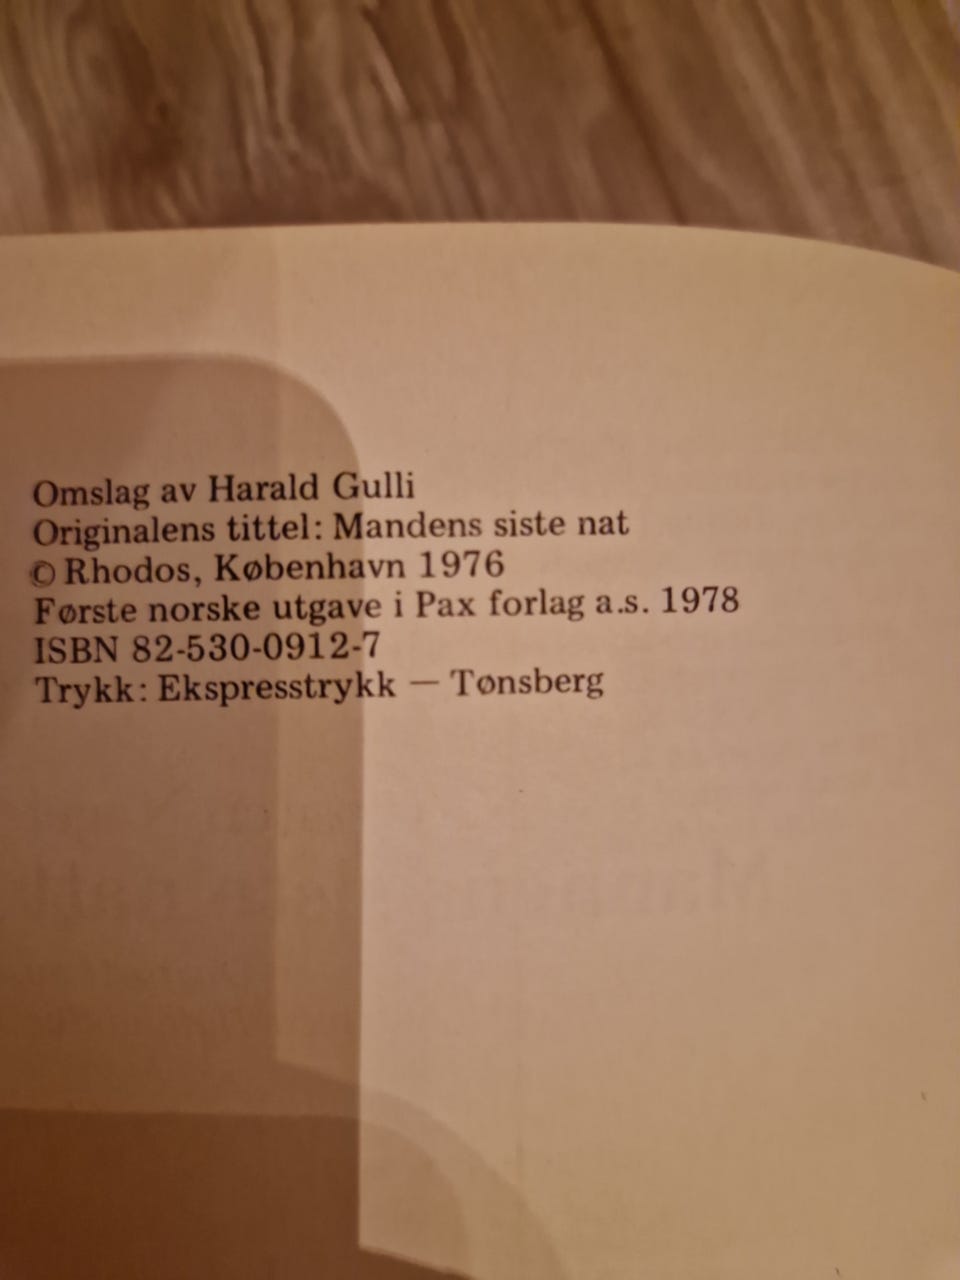 Omslag av Harald Gulli
Originalens tittel: Mandens siste nat
© Rhodos, København 1976
Første norske utgave i Pax forlag a.s. 1978
ISBN 82-530-0912-7
Trykk: Ekspresstrykk — Tønsberg